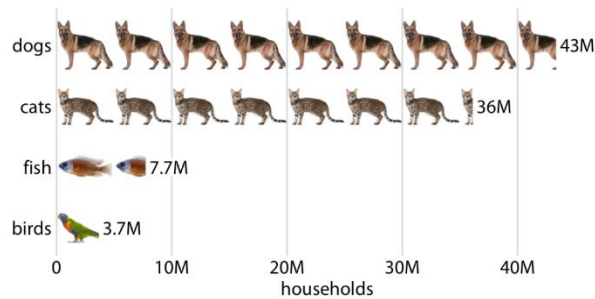 dogs 43M
cats 36M
fish 7.7M
birds 3.7M
0 10M 20M 30M 40M
households